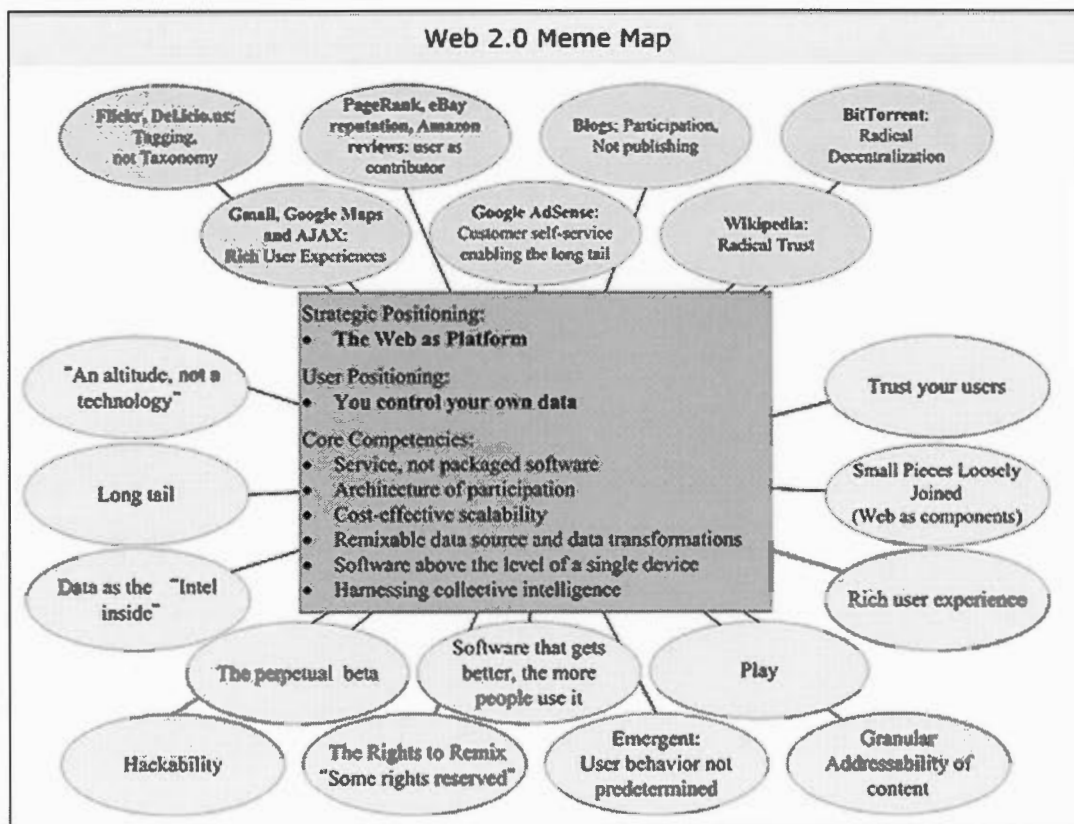 Web 2.0 Meme Map
Flickr, DeLicio.us:
Tagging,
not Taxonomy
PageRank, eBay
reputation, Amazon
reviews: user as
contributor
Blogs: Participation,
Not publishing
BitTorrent:
Radical
Decentralization
Gmail, Google Maps
and AJAX:
Rich User Experiences
Google AdSense:
Customer self-service
enabling the long tail
Wikipedia:
Radical Trust
Strategic Positioning:
• The Web as Platform
User Positioning:
• You control your own data
Core Competencies:
• Service, not packaged software
• Architecture of participation
• Cost-effective scalability
• Remixable data source and data transformations
• Software above the level of a single device
• Harnessing collective intelligence
"An altitude, not a
technology"
Trust your users
Long tail
Small Pieces Loosely
Joined
(Web as components)
Data as the "Intel
inside"
Rich user experience
The perpetual beta
Software that gets
better, the more
people use it
Play
Hackability
The Rights to Remix
"Some rights reserved"
Emergent:
User behavior not
predetermined
Granular
Addressability of
content